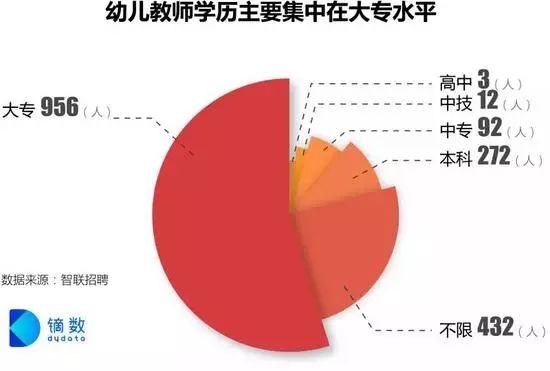 幼儿教师学历主要集中在大专水平
高中 3（人）
中技 12（人）
大专 956（人）
中专 92（人）
本科 272（人）
数据来源：智联招聘
镝数
dydata
不限 432（人）